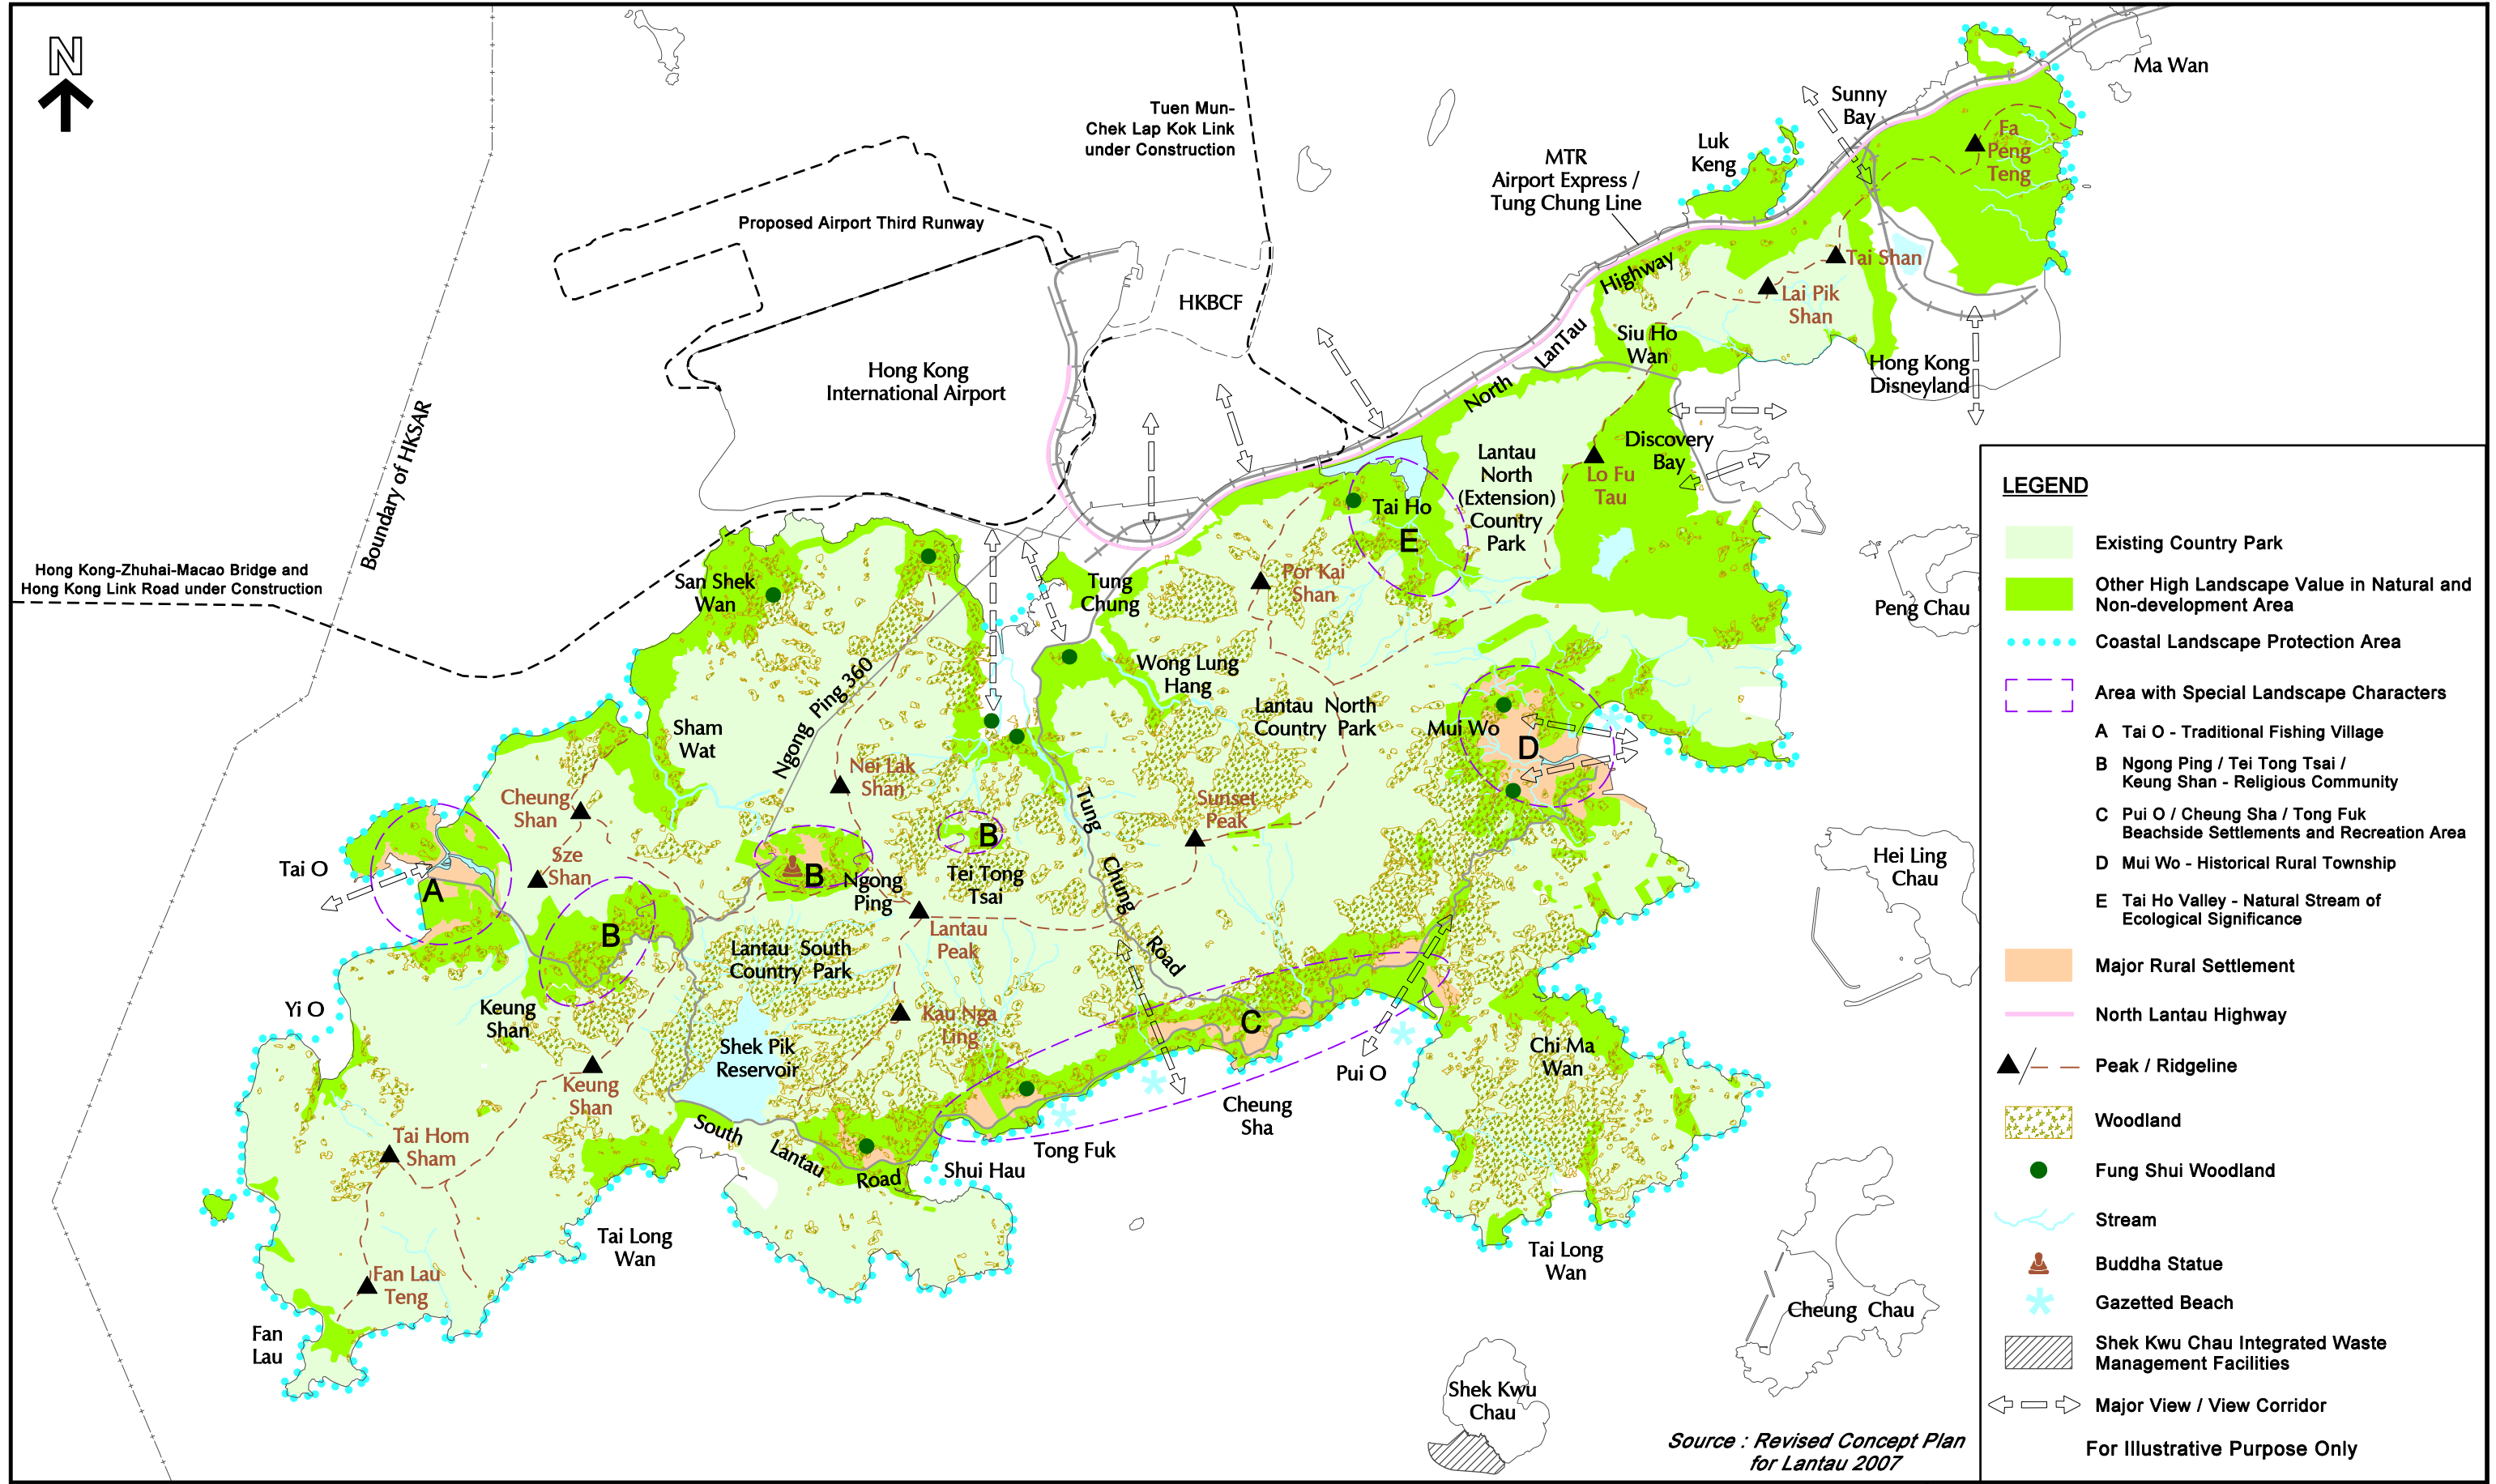 N
Ma Wan
Sunny
Bay
Tuen Mun-
Chek Lap Kok Link
under Construction
Fa
Peng
Teng
Luk
Keng
MTR
Airport Express /
Tung Chung Line
Proposed Airport Third Runway
Tai Shan
Highway
Lai Pik
Shan
HKBCF
LanTau
Siu Ho
Wan
Hong Kong
Disneyland
Hong Kong
International Airport
North
Boundary of HKSAR
Discovery
Bay
Lantau
North
(Extension)
Country
Park
Lo Fu
Tau
Tai Ho
E
Hong Kong-Zhuhai-Macao Bridge and
Hong Kong Link Road under Construction
San Shek
Wan
Tung
Chung
Por Kai
Shan
Peng Chau
Wong Lung
Hang
Ngong Ping 360
Lantau North
Country Park
Sham
Wat
Mui Wo
D
Nei Lak
Shan
Cheung
Shan
Tung
Sunset
Peak
B
Tai O
Sze
Shan
A
B
Ngong
Ping
Tei Tong
Tsai
Chung
Hei Ling
Chau
B
Lantau South
Country Park
Lantau
Peak
Road
Yi O
Keung
Shan
Kau Nga
Ling
C
Shek Pik
Reservoir
Chi Ma
Wan
Pui O
Keung
Shan
Cheung
Sha
South
Lantau
Road
Tong Fuk
Shui Hau
Tai Hom
Sham
Tai Long
Wan
Tai Long
Wan
Fan Lau
Teng
Cheung Chau
Fan
Lau
Shek Kwu
Chau
Source : Revised Concept Plan
for Lantau 2007
LEGEND
Existing Country Park
Other High Landscape Value in Natural and
Non-development Area
Coastal Landscape Protection Area
Area with Special Landscape Characters
A Tai O - Traditional Fishing Village
B Ngong Ping / Tei Tong Tsai /
Keung Shan - Religious Community
C Pui O / Cheung Sha / Tong Fuk
Beachside Settlements and Recreation Area
D Mui Wo - Historical Rural Township
E Tai Ho Valley - Natural Stream of
Ecological Significance
Major Rural Settlement
North Lantau Highway
Peak / Ridgeline
Woodland
Fung Shui Woodland
Stream
Buddha Statue
Gazetted Beach
Shek Kwu Chau Integrated Waste
Management Facilities
Major View / View Corridor
For Illustrative Purpose Only